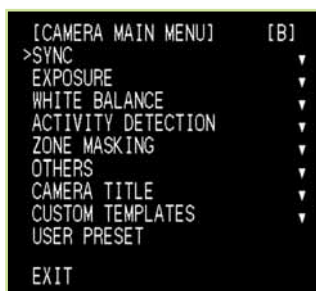 [CAMERA MAIN MENU] [B]
>SYNC
EXPOSURE
WHITE BALANCE
ACTIVITY DETECTION
ZONE MASKING
OTHERS
CAMERA TITLE
CUSTOM TEMPLATES
USER PRESET
EXIT